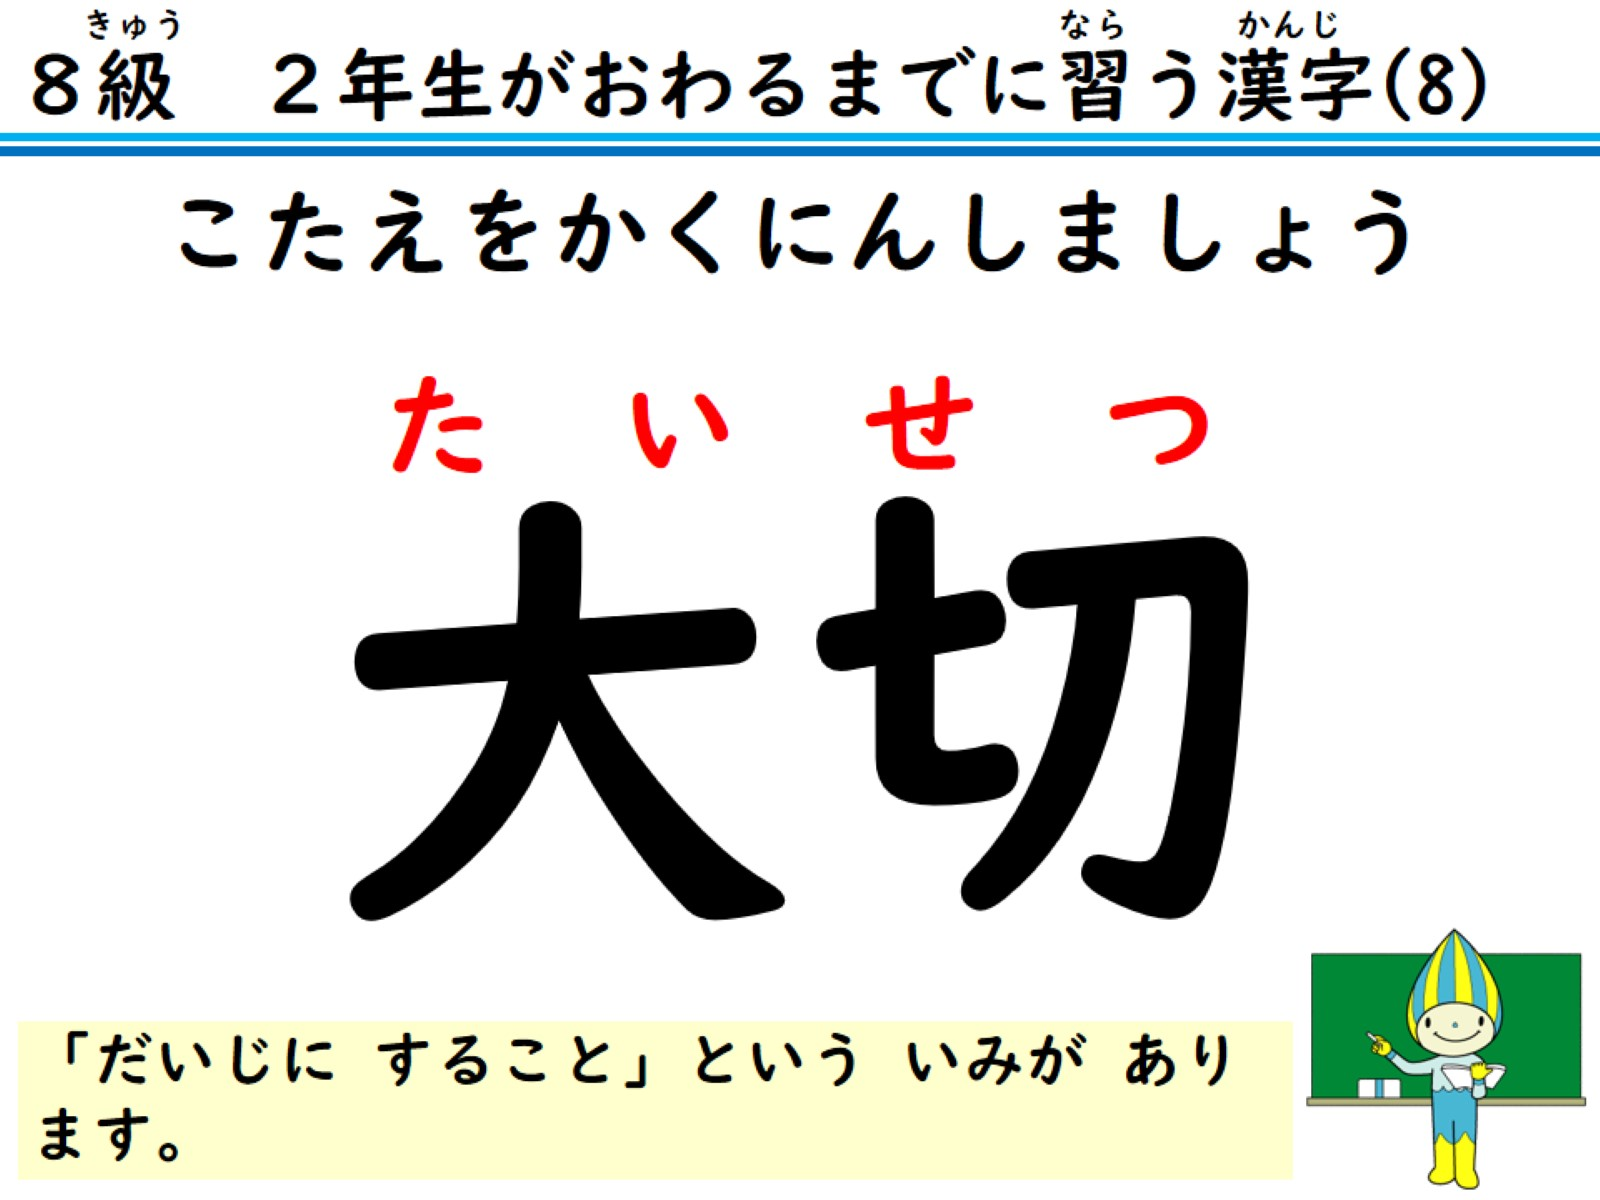 きゅう なら かんじ
８級　２年生がおわるまでに習う漢字(8)
こたえをかくにんしましょう
たいせつ
大切
「だいじに すること」という いみが あり
ます。